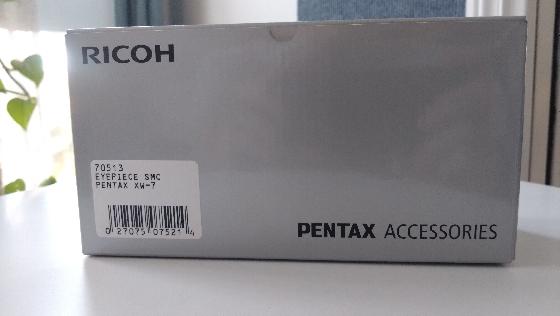 RICOH
70513
EYEPIECE SMC
PENTAX XW-7
0 27075 07521 4
PENTAX ACCESSORIES